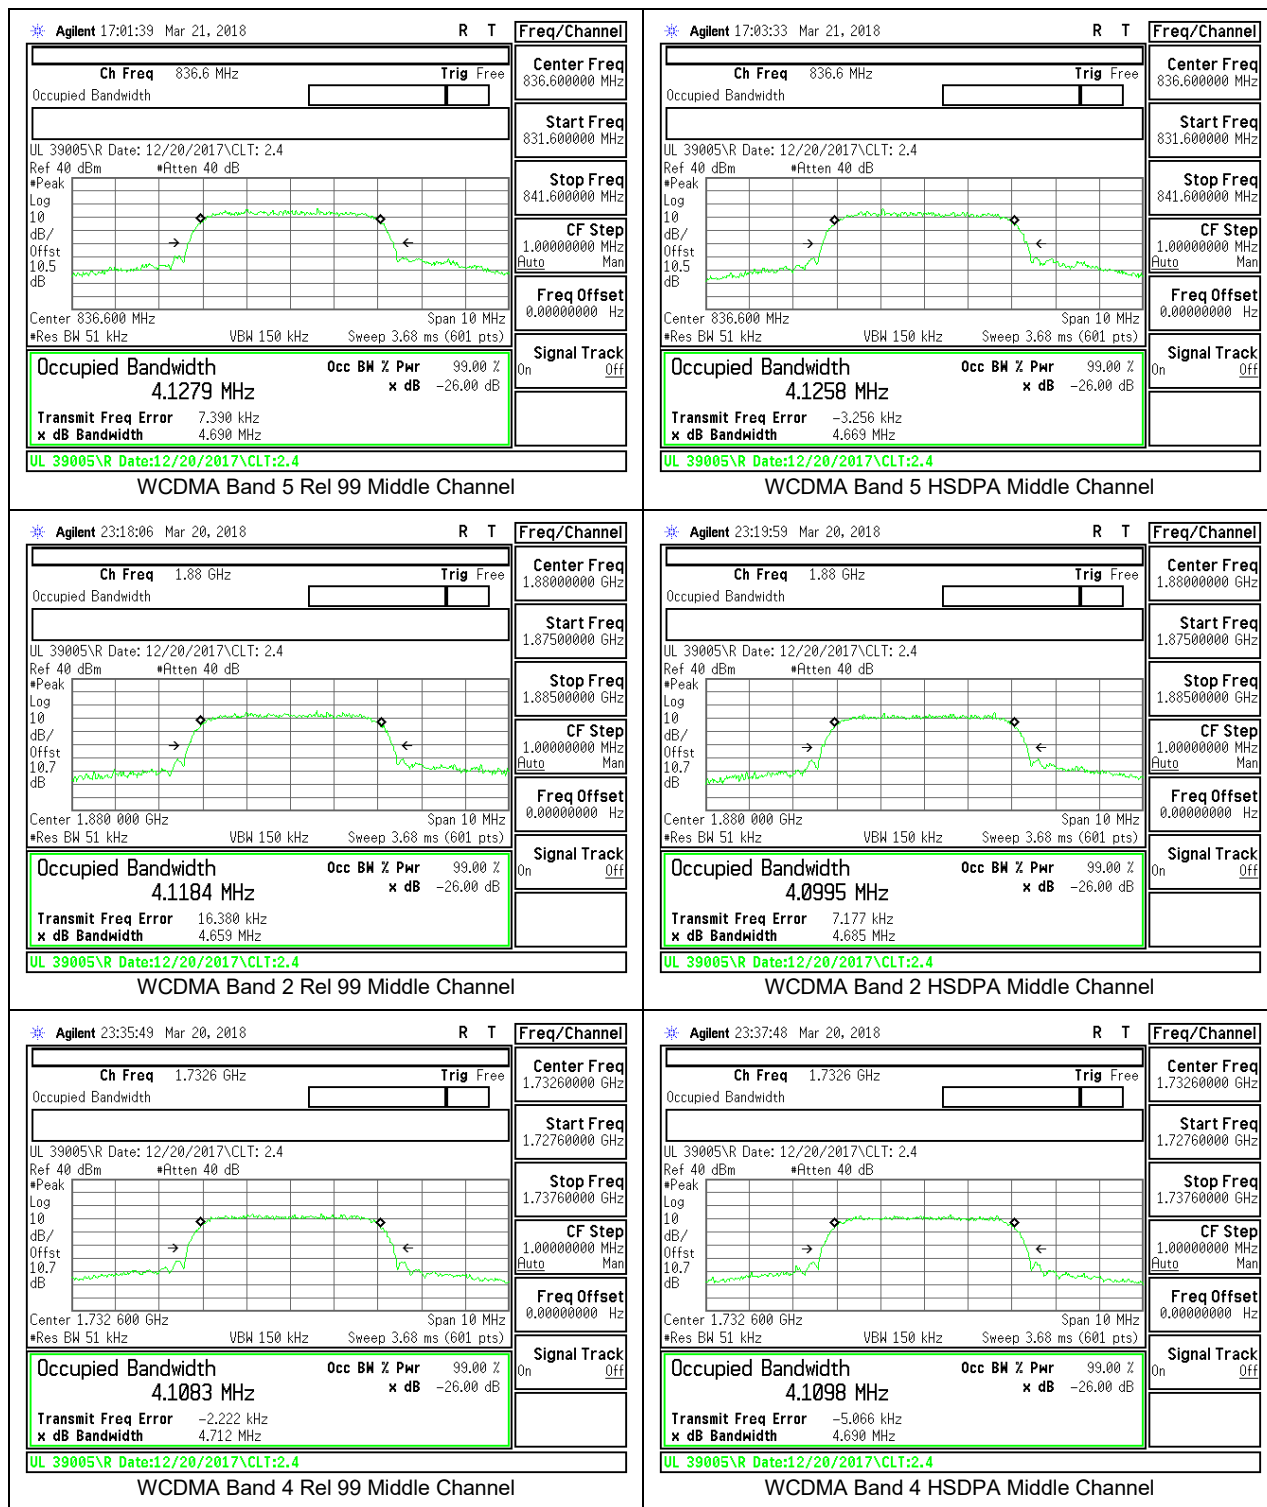 Agilent 17:01:39 Mar 21, 2018 R T Freq/Channel
Ch Freq 836.6 MHz Trig Free
Occupied Bandwidth
Center Freq
836.600000 MHz
Start Freq
831.600000 MHz
Stop Freq
841.600000 MHz
CF Step
1.00000000 MHz
Auto Man
Freq Offset
0.00000000 Hz
Signal Track
On Off
UL 39005\R Date: 12/20/2017\CLT: 2.4
Ref 40 dBm #Atten 40 dB
#Peak
Log
10
dB/
Offst
10.5
dB
Center 836.600 MHz Span 10 MHz
#Res BW 51 kHz VBW 150 kHz Sweep 3.68 ms (601 pts)
Occupied Bandwidth Occ BW % Pwr 99.00 %
4.1279 MHz x dB -26.00 dB
Transmit Freq Error 7.390 kHz
x dB Bandwidth 4.690 MHz
UL 39005\R Date:12/20/2017\CLT:2.4
WCDMA Band 5 Rel 99 Middle Channel
Agilent 17:03:33 Mar 21, 2018 R T Freq/Channel
Ch Freq 836.6 MHz Trig Free
Occupied Bandwidth
Center Freq
836.600000 MHz
Start Freq
831.600000 MHz
Stop Freq
841.600000 MHz
CF Step
1.00000000 MHz
Auto Man
Freq Offset
0.00000000 Hz
Signal Track
On Off
UL 39005\R Date: 12/20/2017\CLT: 2.4
Ref 40 dBm #Atten 40 dB
#Peak
Log
10
dB/
Offst
10.5
dB
Center 836.600 MHz Span 10 MHz
#Res BW 51 kHz VBW 150 kHz Sweep 3.68 ms (601 pts)
Occupied Bandwidth Occ BW % Pwr 99.00 %
4.1258 MHz x dB -26.00 dB
Transmit Freq Error -3.256 kHz
x dB Bandwidth 4.669 MHz
UL 39005\R Date:12/20/2017\CLT:2.4
WCDMA Band 5 HSDPA Middle Channel
Agilent 23:18:06 Mar 20, 2018 R T Freq/Channel
Ch Freq 1.88 GHz Trig Free
Occupied Bandwidth
Center Freq
1.88000000 GHz
Start Freq
1.87500000 GHz
Stop Freq
1.88500000 GHz
CF Step
1.00000000 MHz
Auto Man
Freq Offset
0.00000000 Hz
Signal Track
On Off
UL 39005\R Date: 12/20/2017\CLT: 2.4
Ref 40 dBm #Atten 40 dB
#Peak
Log
10
dB/
Offst
10.7
dB
Center 1.880 000 GHz Span 10 MHz
#Res BW 51 kHz VBW 150 kHz Sweep 3.68 ms (601 pts)
Occupied Bandwidth Occ BW % Pwr 99.00 %
4.1184 MHz x dB -26.00 dB
Transmit Freq Error 16.380 kHz
x dB Bandwidth 4.659 MHz
UL 39005\R Date:12/20/2017\CLT:2.4
WCDMA Band 2 Rel 99 Middle Channel
Agilent 23:19:59 Mar 20, 2018 R T Freq/Channel
Ch Freq 1.88 GHz Trig Free
Occupied Bandwidth
Center Freq
1.88000000 GHz
Start Freq
1.87500000 GHz
Stop Freq
1.88500000 GHz
CF Step
1.00000000 MHz
Auto Man
Freq Offset
0.00000000 Hz
Signal Track
On Off
UL 39005\R Date: 12/20/2017\CLT: 2.4
Ref 40 dBm #Atten 40 dB
#Peak
Log
10
dB/
Offst
10.7
dB
Center 1.880 000 GHz Span 10 MHz
#Res BW 51 kHz VBW 150 kHz Sweep 3.68 ms (601 pts)
Occupied Bandwidth Occ BW % Pwr 99.00 %
4.0995 MHz x dB -26.00 dB
Transmit Freq Error 7.177 kHz
x dB Bandwidth 4.685 MHz
UL 39005\R Date:12/20/2017\CLT:2.4
WCDMA Band 2 HSDPA Middle Channel
Agilent 23:35:49 Mar 20, 2018 R T Freq/Channel
Ch Freq 1.7326 GHz Trig Free
Occupied Bandwidth
Center Freq
1.73260000 GHz
Start Freq
1.72760000 GHz
Stop Freq
1.73760000 GHz
CF Step
1.00000000 MHz
Auto Man
Freq Offset
0.00000000 Hz
Signal Track
On Off
UL 39005\R Date: 12/20/2017\CLT: 2.4
Ref 40 dBm #Atten 40 dB
#Peak
Log
10
dB/
Offst
10.7
dB
Center 1.732 600 GHz Span 10 MHz
#Res BW 51 kHz VBW 150 kHz Sweep 3.68 ms (601 pts)
Occupied Bandwidth Occ BW % Pwr 99.00 %
4.1083 MHz x dB -26.00 dB
Transmit Freq Error -2.222 kHz
x dB Bandwidth 4.712 MHz
UL 39005\R Date:12/20/2017\CLT:2.4
WCDMA Band 4 Rel 99 Middle Channel
Agilent 23:37:48 Mar 20, 2018 R T Freq/Channel
Ch Freq 1.7326 GHz Trig Free
Occupied Bandwidth
Center Freq
1.73260000 GHz
Start Freq
1.72760000 GHz
Stop Freq
1.73760000 GHz
CF Step
1.00000000 MHz
Auto Man
Freq Offset
0.00000000 Hz
Signal Track
On Off
UL 39005\R Date: 12/20/2017\CLT: 2.4
Ref 40 dBm #Atten 40 dB
#Peak
Log
10
dB/
Offst
10.7
dB
Center 1.732 600 GHz Span 10 MHz
#Res BW 51 kHz VBW 150 kHz Sweep 3.68 ms (601 pts)
Occupied Bandwidth Occ BW % Pwr 99.00 %
4.1098 MHz x dB -26.00 dB
Transmit Freq Error -5.066 kHz
x dB Bandwidth 4.690 MHz
UL 39005\R Date:12/20/2017\CLT:2.4
WCDMA Band 4 HSDPA Middle Channel